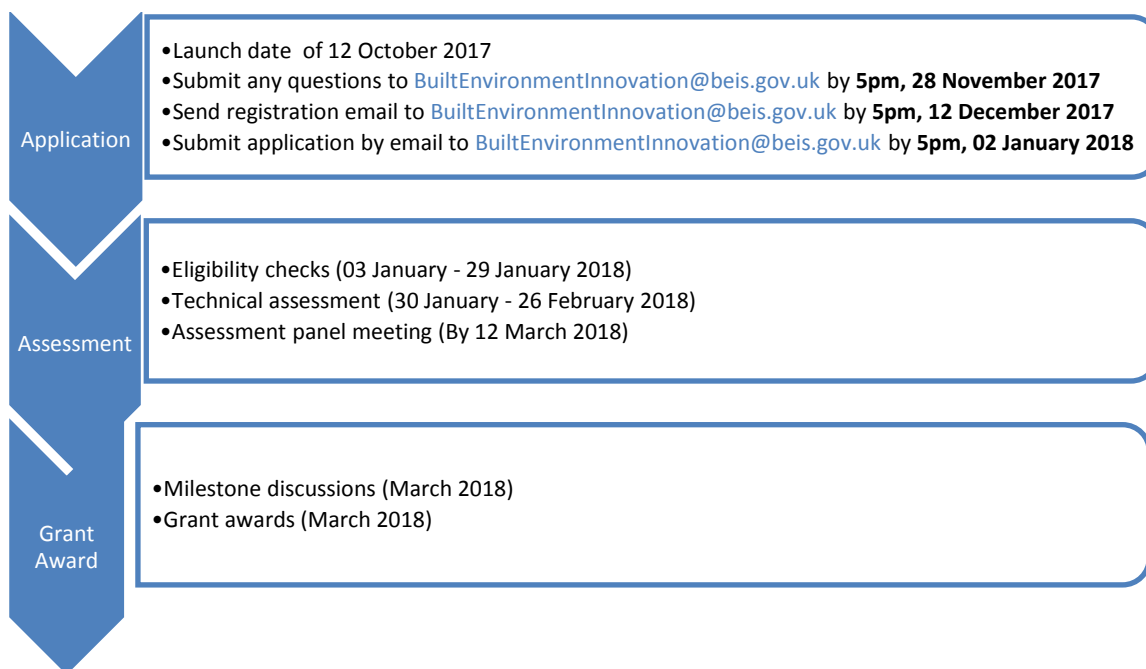 Application
•Launch date  of 12 October 2017
•Submit any questions to BuiltEnvironmentInnovation@beis.gov.uk by 5pm, 28 November 2017
•Send registration email to BuiltEnvironmentInnovation@beis.gov.uk by 5pm, 12 December 2017
•Submit application by email to BuiltEnvironmentInnovation@beis.gov.uk by 5pm, 02 January 2018
Assessment
•Eligibility checks (03 January - 29 January 2018)
•Technical assessment (30 January - 26 February 2018)
•Assessment panel meeting (By 12 March 2018)
Grant
Award
•Milestone discussions (March 2018)
•Grant awards (March 2018)